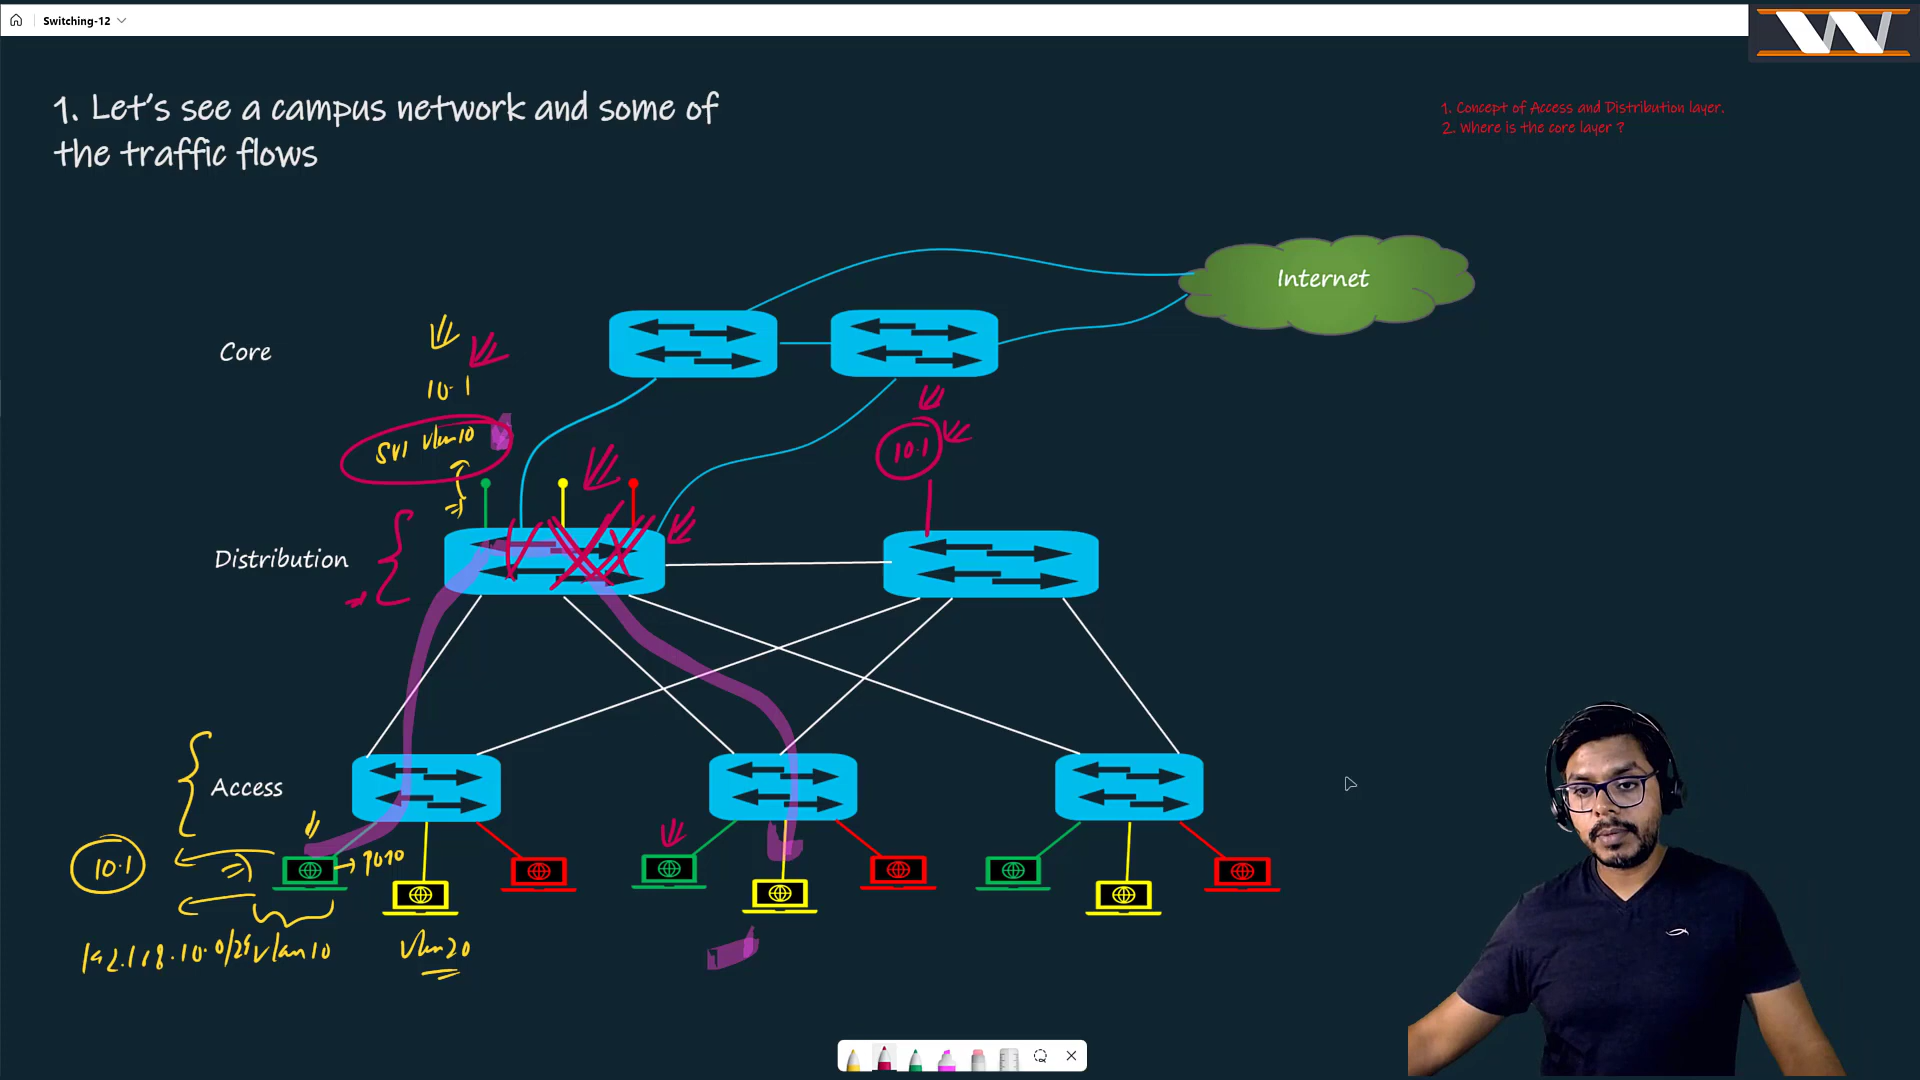 Switching-12
1. Let's see a campus network and some of
the traffic flows
1. Concept of Access and Distribution layer.
2. Where is the core layer ?
Internet
Core
10.1
SVI Vlan10
10.1
Distribution
Access
10.1
192.168.10.0/24 Vlan10
Vlan20